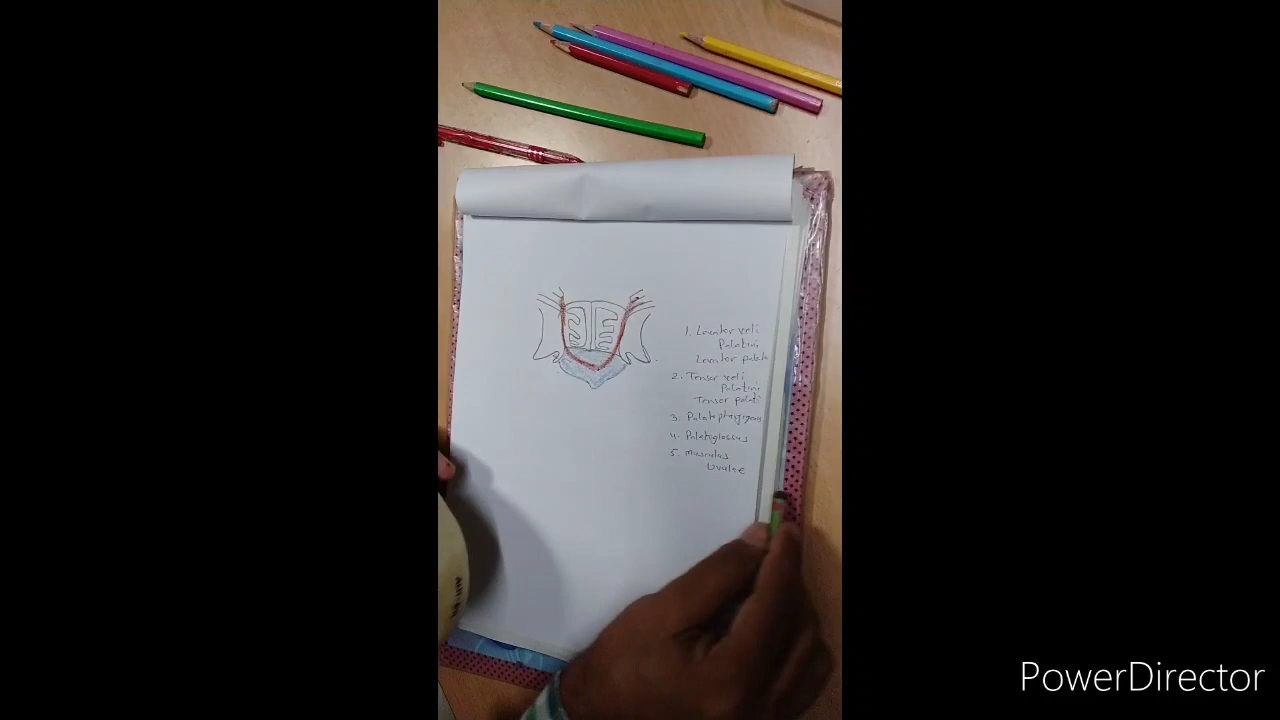 1. Levator veli
Palatini
Levator palati
2. Tensor veli
Palatini
Tensor palati
3. Palatopharyngeus
4. Palatoglossus
5. Musculus
Uvulae
PowerDirector